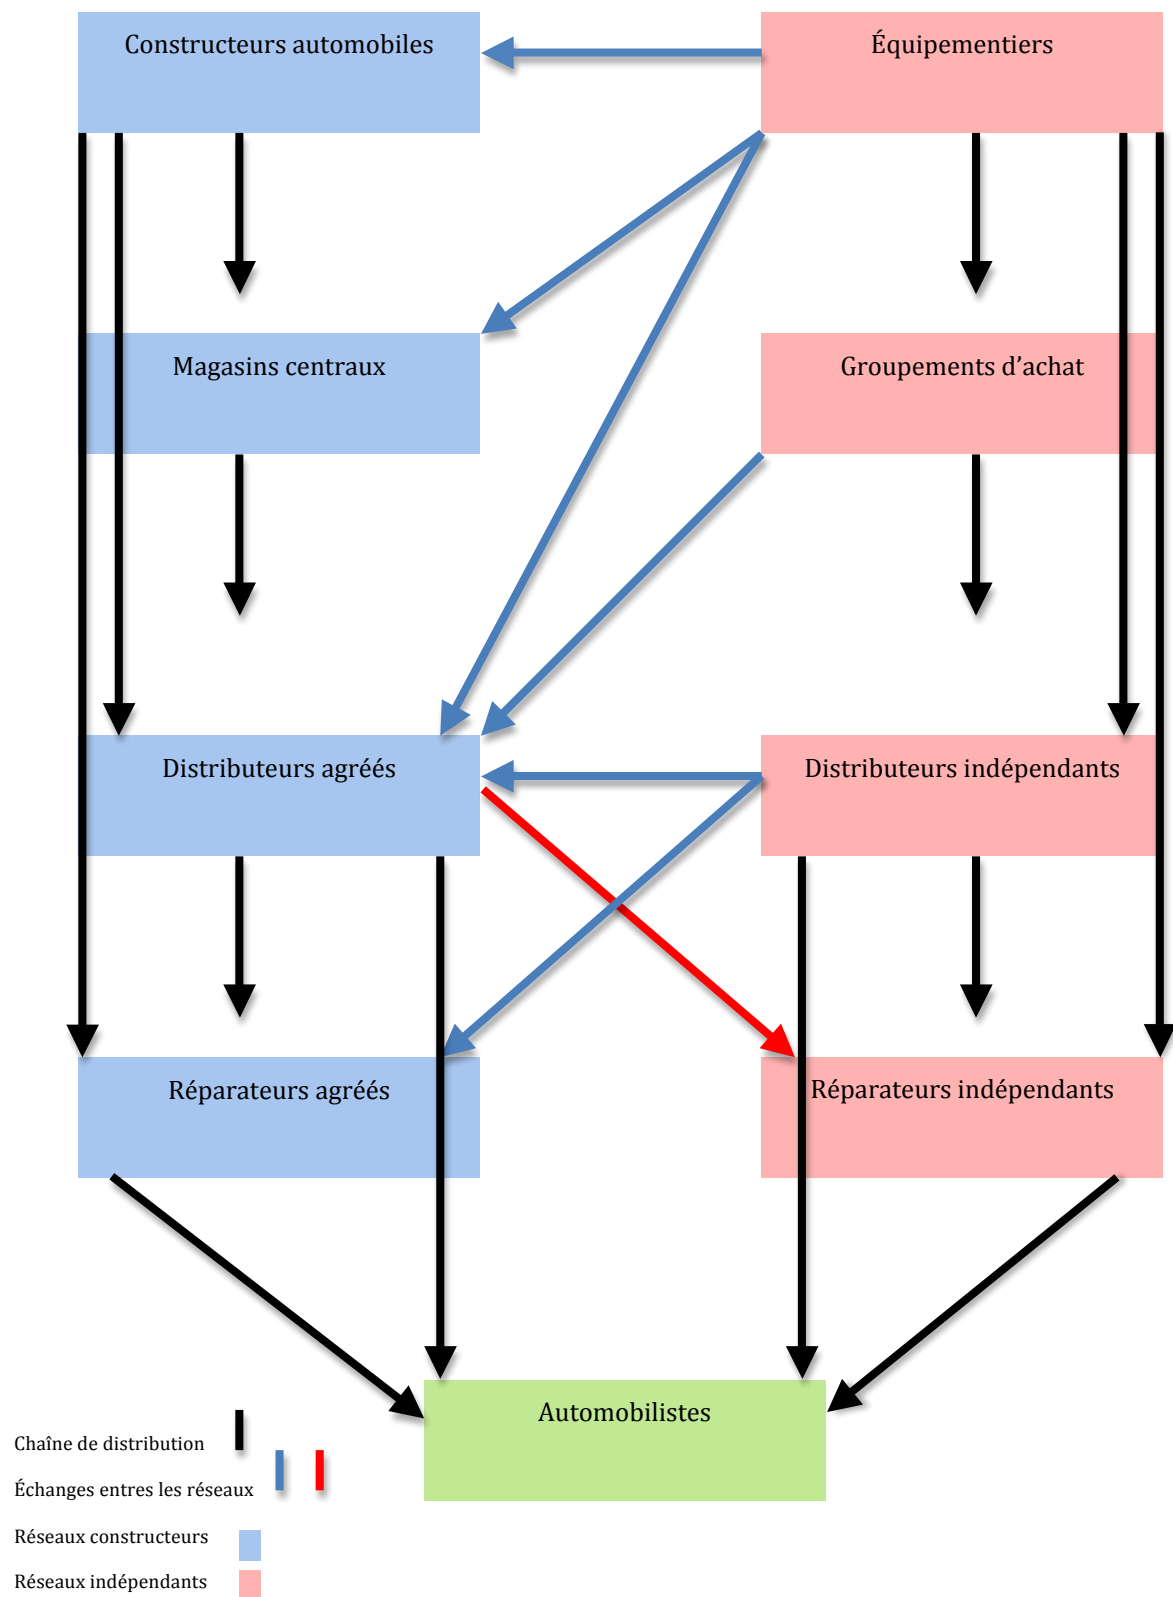 Constructeurs automobiles
Équipementiers
Magasins centraux
Groupements d’achat
Distributeurs agréés
Distributeurs indépendants
Réparateurs agréés
Réparateurs indépendants
Automobilistes
Chaîne de distribution
Échanges entres les réseaux
Réseaux constructeurs
Réseaux indépendants